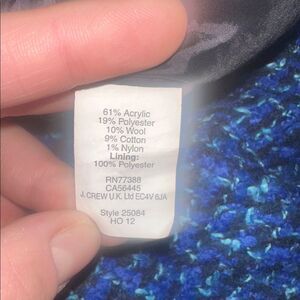 61% Acrylic
19% Polyester
10% Wool
9% Cotton
1% Nylon
Lining:
100% Polyester
RN77388
CA56445
J. CREW U.K. Ltd EC4V 6JA
Style 25084
HO 12